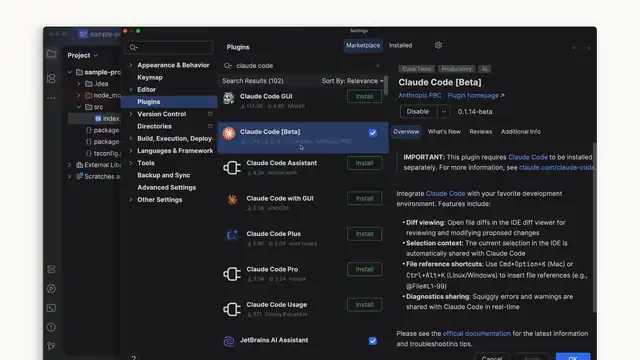 Settings
SP sample-pro
Project
sample-pro
.idea
node_mo
src
index.
package
package
tsconfig.
External Libr
Scratches a
Appearance & Behavior
Keymap
Editor
Plugins
Version Control
Directories
Build, Execution, Deploy
Languages & Framework
Tools
Backup and Sync
Advanced Settings
Other Settings
Plugins
Marketplace
Installed
claude code
Search Results (102)
Sort By: Relevance
Claude Code GUI
Install
Claude Code [Beta]
Claude Code Assistant
Install
Claude Code with GUI
Install
Claude Code Plus
Install
Claude Code Pro
Install
Claude Code Usage
Install
JetBrains AI Assistant
Code Tools
Productivity
AI
Claude Code [Beta]
Anthropic PBC
Plugin homepage
Disable
0.1.14-beta
Overview
What's New
Reviews
Additional Info
IMPORTANT: This plugin requires Claude Code to be installed
separately. For more information, see claude.com/claude-code
Integrate Claude Code with your favorite development
environment. Features include:
• Diff viewing: Open file diffs in the IDE diff viewer for
reviewing and modifying proposed changes
• Selection context: The current selection in the IDE is
automatically shared with Claude Code
• File reference shortcuts: Use Cmd+Option+K (Mac) or
Ctrl+Alt+K (Linux/Windows) to insert file references (e.g.,
@File#L1-99)
• Diagnostics sharing: Squiggly errors and warnings are
shared with Claude Code in real-time
Please see the official documentation for the latest information
and troubleshooting tips.
Cancel
Apply
OK